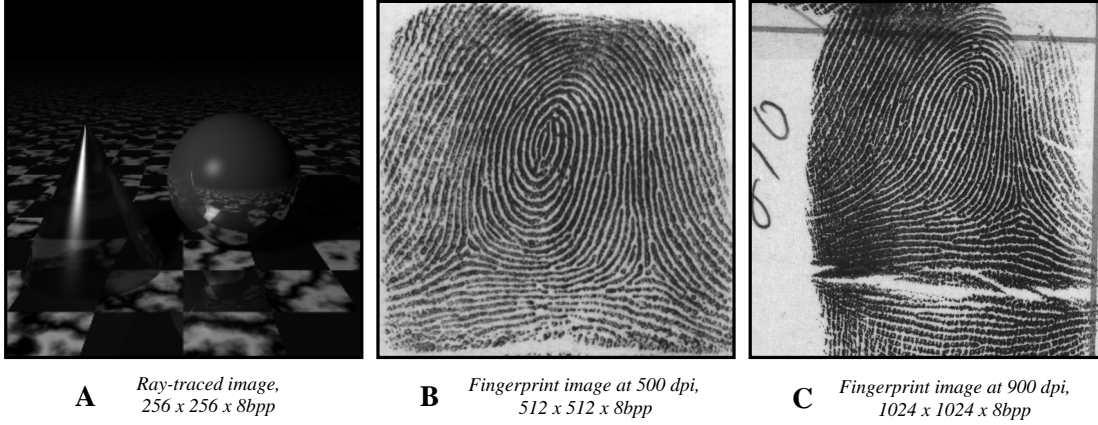 A
Ray-traced image,
256 x 256 x 8bpp
B
Fingerprint image at 500 dpi,
512 x 512 x 8bpp
C
Fingerprint image at 900 dpi,
1024 x 1024 x 8bpp